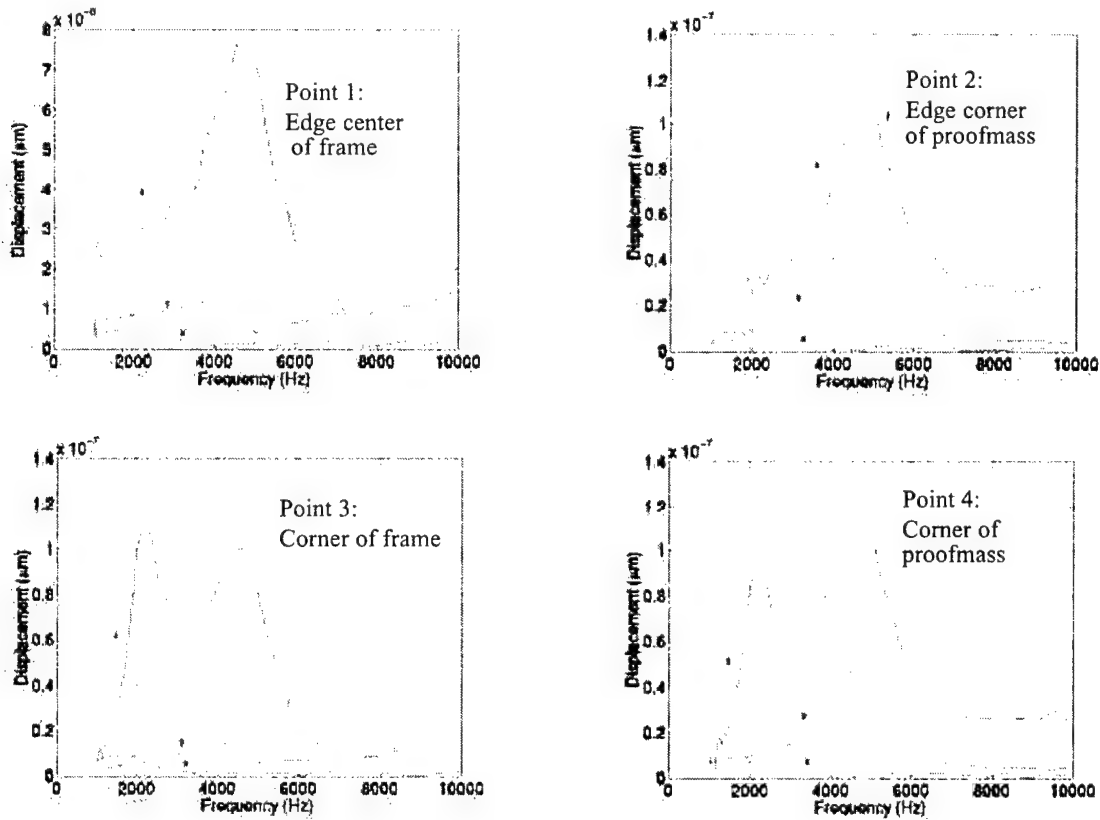 x 10⁻⁸
8
7
6
5
4
3
2
1
0
Displacement (µm)
Point 1:
Edge center
of frame
0 2000 4000 6000 8000 10000
Frequency (Hz)
x 10⁻⁷
1.4
1.2
1
0.8
0.6
0.4
0.2
0
Displacement (µm)
Point 2:
Edge corner
of proofmass
0 2000 4000 6000 8000 10000
Frequency (Hz)
x 10⁻⁷
1.4
1.2
1
0.8
0.6
0.4
0.2
0
Displacement (µm)
Point 3:
Corner of frame
0 2000 4000 6000 8000 10000
Frequency (Hz)
x 10⁻⁷
1.4
1.2
1
0.8
0.6
0.4
0.2
0
Displacement (µm)
Point 4:
Corner of
proofmass
0 2000 4000 6000 8000 10000
Frequency (Hz)